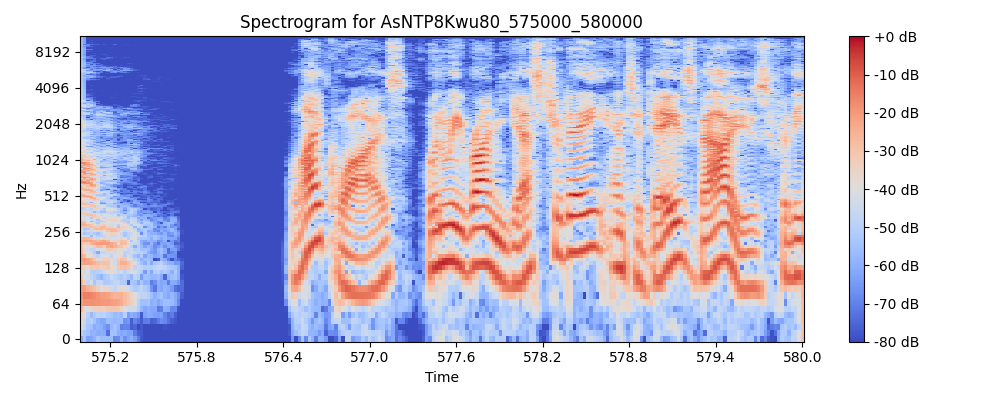 Spectrogram for AsNTP8Kwu80_575000_580000
8192
4096
2048
1024
512
256
128
64
0
Hz
575.2 575.8 576.4 577.0 577.6 578.2 578.8 579.4 580.0
Time
+0 dB
-10 dB
-20 dB
-30 dB
-40 dB
-50 dB
-60 dB
-70 dB
-80 dB